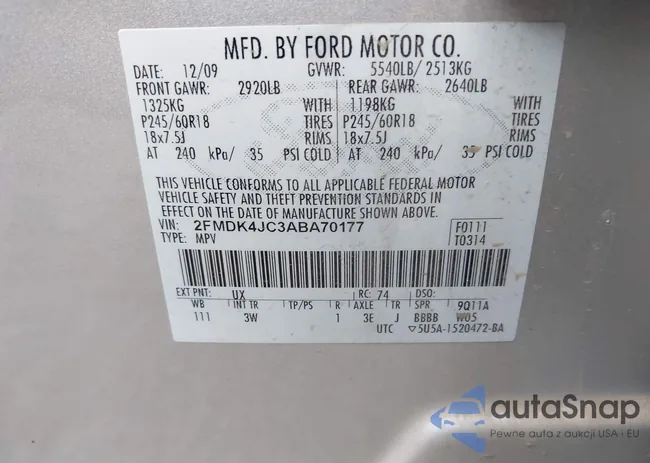 MFD. BY FORD MOTOR CO.
DATE: 12/09 GVWR: 5540LB/ 2513KG
FRONT GAWR: 2920LB REAR GAWR: 2640LB
1325KG WITH 1198KG WITH
P245/60R18 TIRES P245/60R18 TIRES
18x7.5J RIMS 18x7.5J RIMS
AT 240 kPa/ 35 PSI COLD AT 240 kPa/ 35 PSI COLD
THIS VEHICLE CONFORMS TO ALL APPLICABLE FEDERAL MOTOR
VEHICLE SAFETY AND THEFT PREVENTION STANDARDS IN
EFFECT ON THE DATE OF MANUFACTURE SHOWN ABOVE.
VIN: 2FMDK4JC3ABA70177 F0111
TYPE: MPV T0314
EXT PNT: UX RC: 74 DSO:
WB INT TR TP/PS R AXLE TR SPR 9Q11A
111 3W 1 3E J BBBB W05
UTC ▽5U5A-1520472-BA
autaSnap
Pewne auta z aukcji USA i EU